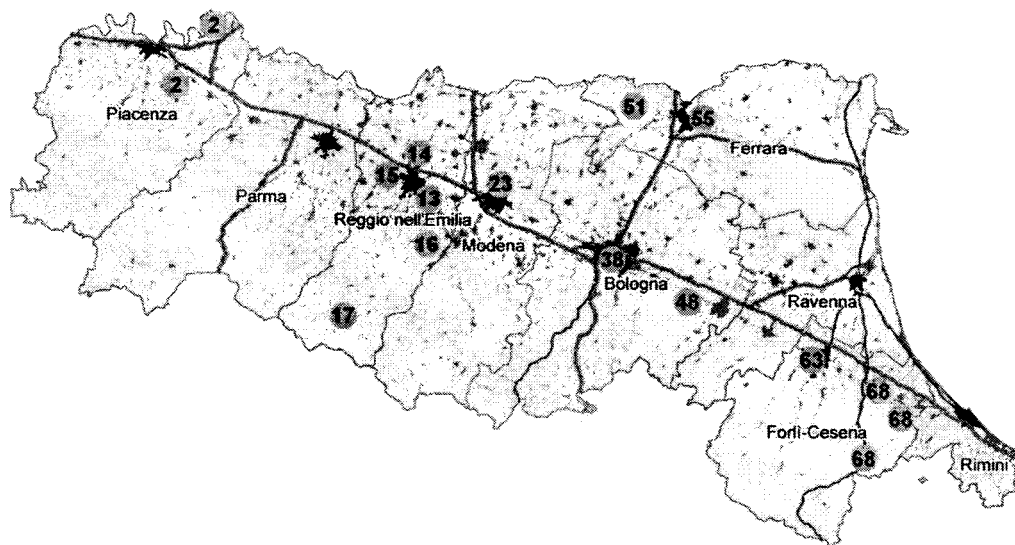 2
2
Piacenza
51
55
Ferrara
14
15
13
23
Parma
Reggio nell'Emilia
16
Modena
38
Bologna
48
Ravenna
17
63
68
68
Forlì-Cesena
68
Rimini